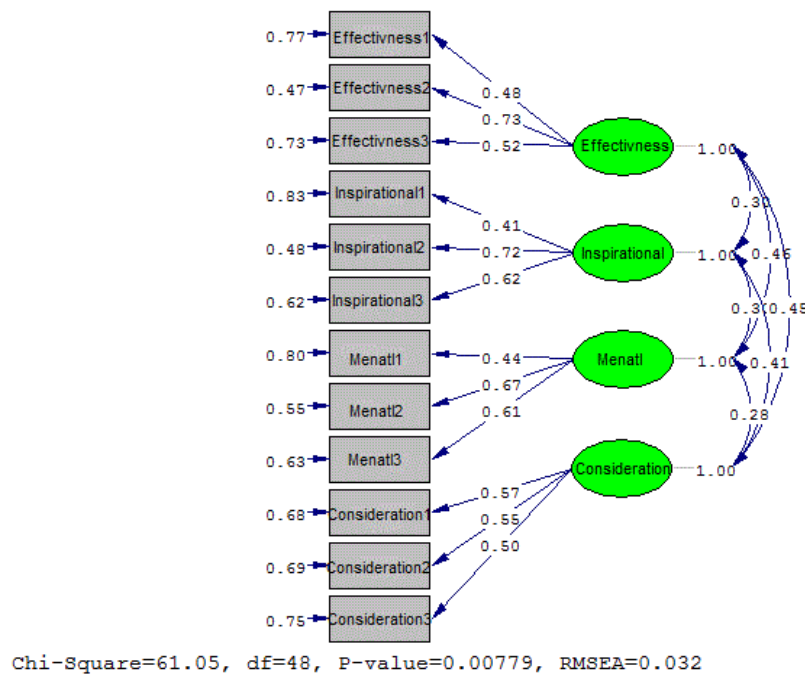 0.77 Effectivness1
0.48
0.47 Effectivness2
0.73
0.73 Effectivness3
0.52
Effectivness 1.00
0.83 Inspirational1
0.30
0.41
0.48 Inspirational2
0.72
Inspirational 1.00
0.62 Inspirational3
0.62
0.80 Menatl1
0.44
Menatl 1.00
0.41
0.55 Menatl2
0.67
0.61
0.28
0.63 Menatl3
Consideration 1.00
0.68 Consideration1
0.57
0.55
0.69 Consideration2
0.50
0.75 Consideration3
Chi-Square=61.05, df=48, P-value=0.00779, RMSEA=0.032